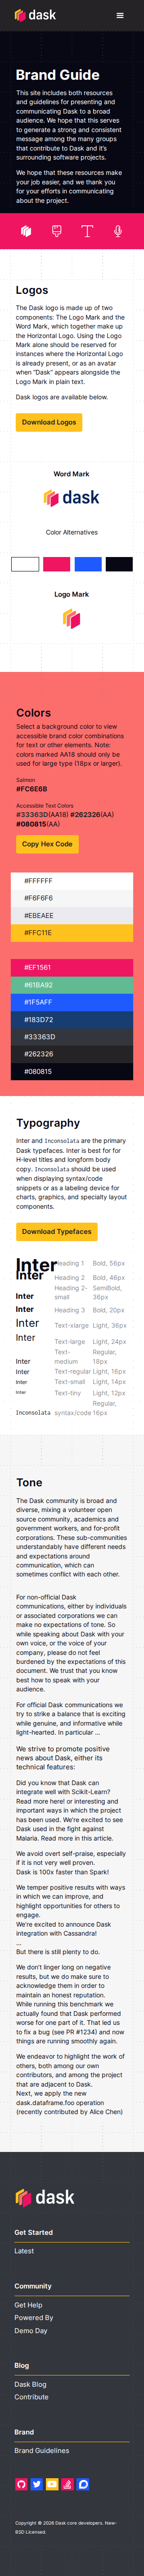 dask
Brand Guide
This site includes both resources
and guidelines for presenting and
communicating Dask to a broad
audience. We hope that this serves
to generate a strong and consistent
message among the many groups
that contribute to Dask and it's
surrounding software projects.
We hope that these resources make
your job easier, and we thank you
for your efforts in communicating
about the project.
Logos
The Dask logo is made up of two
components: The Logo Mark and the
Word Mark, which together make up
the Horizontal Logo. Using the Logo
Mark alone should be reserved for
instances where the Horizontal Logo
is already present, or as an avatar
when "Dask" appears alongside the
Logo Mark in plain text.
Dask logos are available below.
Download Logos
Word Mark
dask
Color Alternatives
Logo Mark
Colors
Select a background color to view
accessible brand color combinations
for text or other elements. Note:
colors marked AA18 should only be
used for large type (18px or larger).
Salmon
#FC6E6B
Accessible Text Colors
#33363D(AA18) #262326(AA)
#080815(AA)
Copy Hex Code
#FFFFFF
#F6F6F6
#EBEAEE
#FFC11E
#EF1561
#61BA92
#1F5AFF
#183D72
#33363D
#262326
#080815
Typography
Inter and Inconsolata are the primary
Dask typefaces. Inter is best for for
H-level titles and and longform body
copy. Inconsolata should be used
when displaying syntax/code
snippets or as a labeling device for
charts, graphics, and specialty layout
components.
Download Typefaces
Inter Heading 1 Bold, 56px
Inter Heading 2 Bold, 46px
Inter Heading 2-small SemiBold, 36px
Inter Heading 3 Bold, 20px
Inter Text-xlarge Light, 36px
Inter Text-large Light, 24px
Inter Text-medium Regular, 18px
Inter Text-regular Light, 16px
Inter Text-small Light, 14px
Inter Text-tiny Light, 12px
Inconsolata syntax/code Regular, 16px
Tone
The Dask community is broad and
diverse, mixing a volunteer open
source community, academics and
government workers, and for-profit
corporations. These sub-communities
understandably have different needs
and expectations around
communication, which can
sometimes conflict with each other.
For non-official Dask
communications, either by individuals
or associated corporations we can
make no expectations of tone. So
while speaking about Dask with your
own voice, or the voice of your
company, please do not feel
burdened by the expectations of this
document. We trust that you know
best how to speak with your
audience.
For official Dask communications we
try to strike a balance that is exciting
while genuine, and informative while
light-hearted. In particular ...
We strive to promote positive
news about Dask, either its
technical features:
Did you know that Dask can
integrate well with Scikit-Learn?
Read more here! or interesting and
important ways in which the project
has been used. We're excited to see
Dask used in the fight against
Malaria. Read more in this article.
We avoid overt self-praise, especially
if it is not very well proven.
Dask is 100x faster than Spark!
We temper positive results with ways
in which we can improve, and
highlight opportunities for others to
engage.
We're excited to announce Dask
integration with Cassandra!
...
But there is still plenty to do.
We don't linger long on negative
results, but we do make sure to
acknowledge them in order to
maintain an honest reputation.
While running this benchmark we
actually found that Dask performed
worse for one part of it. That led us
to fix a bug (see PR #1234) and now
things are running smoothly again.
We endeavor to highlight the work of
others, both among our own
contributors, and among the project
that are adjacent to Dask.
Next, we apply the new
dask.dataframe.foo operation
(recently contributed by Alice Chen)
dask
Get Started
Latest
Community
Get Help
Powered By
Demo Day
Blog
Dask Blog
Contribute
Brand
Brand Guidelines
Copyright © 2026 Dask core developers. New-
BSD Licensed.